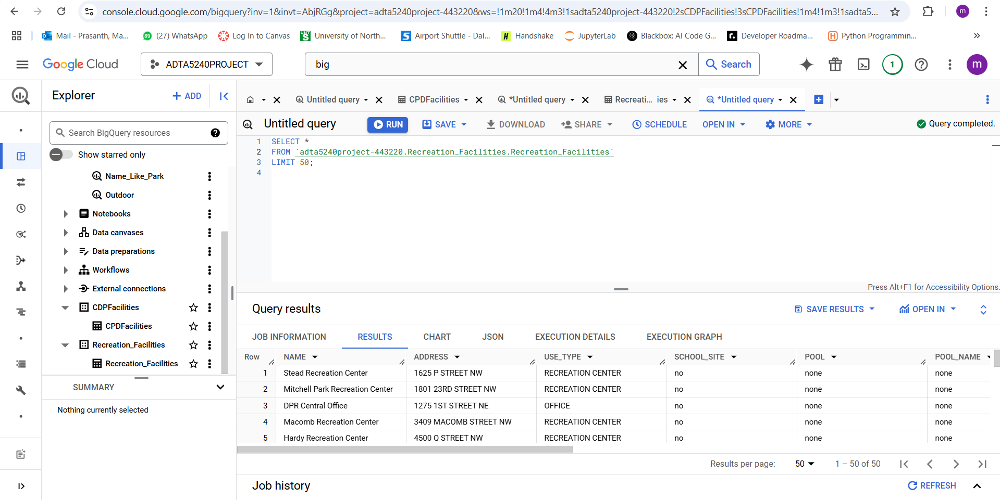 console.cloud.google.com/bigquery?inv=1&invt=AbjRGg&project=adta5240project-443220&ws=!1m20!1m4!4m3!1sadta5240project-443220!2sCDPFacilities!3sCPDFacilities!1m4!1m3!1sadta5...
m
Mail - Prasanth, Ma... (27) WhatsApp Log In to Canvas University of North... Airport Shuttle - Dal... Handshake JupyterLab Blackbox: AI Code G... Developer Roadma... Python Programmin...
Google Cloud ADTA5240PROJECT big Search 1 m
Explorer + ADD
Untitled query CPDFacilities *Untitled query Recreati... ies *Untitled query
Untitled query RUN SAVE DOWNLOAD SHARE SCHEDULE OPEN IN MORE Query completed.
Search BigQuery resources
Show starred only
Name_Like_Park
Outdoor
Notebooks
Data canvases
Data preparations
Workflows
External connections
CDPFacilities
CPDFacilities
Recreation_Facilities
Recreation_Facilities
SUMMARY
Nothing currently selected
1 SELECT *
2 FROM `adta5240project-443220.Recreation_Facilities.Recreation_Facilities`
3 LIMIT 50;
4
Press Alt+F1 for Accessibility Options.
Query results SAVE RESULTS OPEN IN
JOB INFORMATION RESULTS CHART JSON EXECUTION DETAILS EXECUTION GRAPH
Row NAME ADDRESS USE_TYPE SCHOOL_SITE POOL POOL_NAME
1 Stead Recreation Center 1625 P STREET NW RECREATION CENTER no none none
2 Mitchell Park Recreation Center 1801 23RD STREET NW RECREATION CENTER no none none
3 DPR Central Office 1275 1ST STREET NE OFFICE no none none
4 Macomb Recreation Center 3409 MACOMB STREET NW RECREATION CENTER no none none
5 Hardy Recreation Center 4500 Q STREET NW RECREATION CENTER no none none
Results per page: 50 1 – 50 of 50
Job history REFRESH